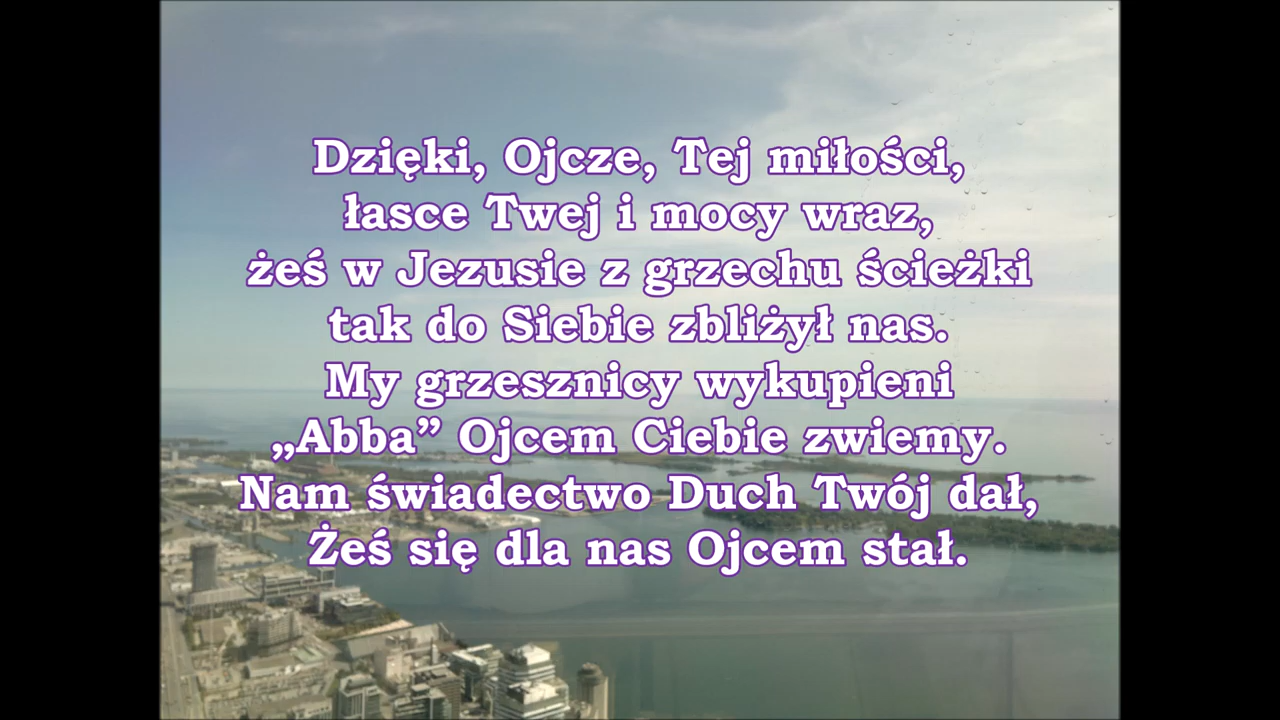 Dzięki, Ojcze, Tej miłości,
łasce Twej i mocy wraz,
żeś w Jezusie z grzechu ścieżki
tak do Siebie zbliżył nas.
My grzesznicy wykupieni
„Abba” Ojcem Ciebie zwiemy.
Nam świadectwo Duch Twój dał,
Żeś się dla nas Ojcem stał.